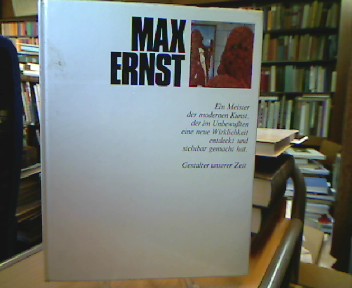 MAX
ERNST
Ein Meister
der modernen Kunst,
der im Unbewußten
eine neue Wirklichkeit
entdeckt und
sichtbar gemacht hat.
Gestalter unserer Zeit